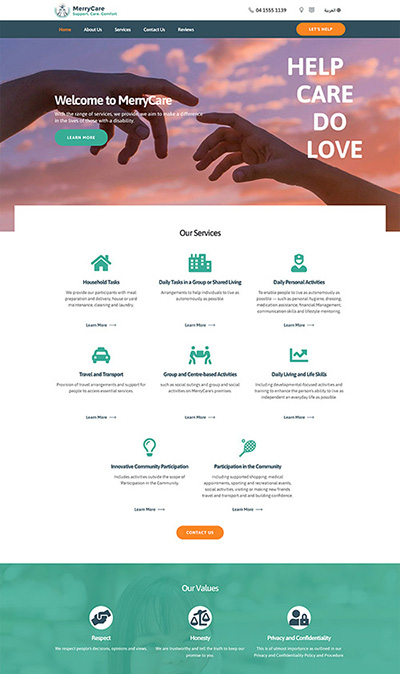 MerryCare
Support. Care. Comfort
04 1555 1139
العربية
Home About Us Services Contact Us Reviews
LET'S HELP
HELP
CARE
DO
LOVE
Welcome to MerryCare
With the range of services, we provide, we aim to make a difference
in the lives of those with a disability.
LEARN MORE
Our Services
Household Tasks
We provide our participants with meal
preparation and delivery, house or yard
maintenance, cleaning and laundry.
Learn More
Daily Tasks in a Group or Shared Living
Arrangements to help individuals to live as
autonomously as possible
Learn More
Daily Personal Activities
To enable people to live as autonomously as
possible — such as personal hygiene, dressing,
medication assistance, financial Management,
communication skills and lifestyle mentoring.
Learn More
Travel and Transport
Provision of travel arrangements and support for
people to access essential services
Learn More
Group and Centre-based Activities
such as social outings and group and social
activities on MerryCare's premises.
Learn More
Daily Living and Life Skills
Including developmental-focused activities and
training to enhance the person's ability to live as
independent an everyday life as possible.
Learn More
Innovative Community Participation
Includes activities outside the scope of
'Participation in the Community.
Learn More
Participation in the Community
Including supported shopping, medical
appointments, sporting and recreational events,
social activities, visiting or making new friends
travel and transport and and building confidence.
Learn More
CONTACT US
Our Values
Respect
We respect people's decisions, opinions and views.
Honesty
We are trustworthy and tell the truth to keep our
promise to you.
Privacy and Confidentiality
This is of utmost importance as outlined in our
Privacy and Confidentiality Policy and Procedure